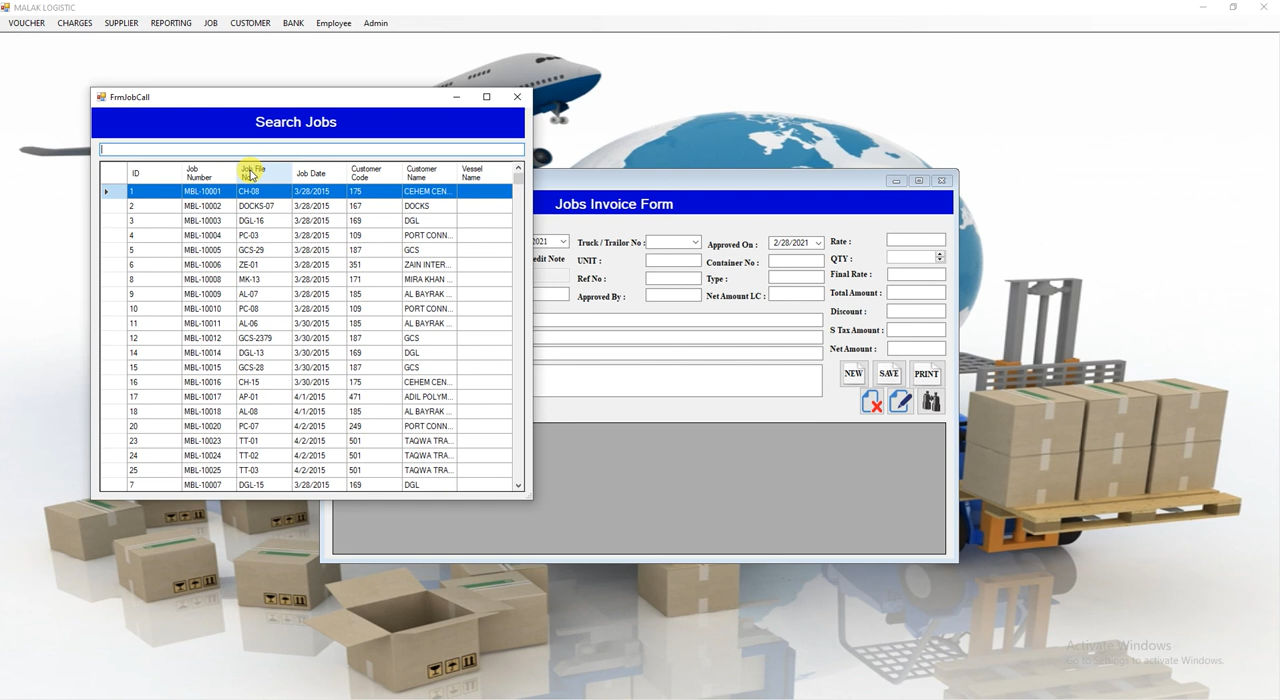 MALAK LOGISTIC
VOUCHER CHARGES SUPPLIER REPORTING JOB CUSTOMER BANK Employee Admin
FrmJobCall
Search Jobs
ID Job Number Job File Job Date Customer Code Customer Name Vessel Name
1 MBL-10001 CH-08 3/28/2015 175 CEHEM CEN...
2 MBL-10002 DOCKS-07 3/28/2015 167 DOCKS
3 MBL-10003 DGL-16 3/28/2015 169 DGL
4 MBL-10004 PC-03 3/28/2015 109 PORT CONN...
5 MBL-10005 GCS-29 3/28/2015 187 GCS
6 MBL-10006 ZE-01 3/28/2015 351 ZAIN INTER...
8 MBL-10008 MK-13 3/28/2015 171 MIRA KHAN ...
9 MBL-10009 AL-07 3/28/2015 185 AL BAYRAK ...
10 MBL-10010 PC-08 3/28/2015 109 PORT CONN...
11 MBL-10011 AL-06 3/30/2015 185 AL BAYRAK ...
12 MBL-10012 GCS-2379 3/30/2015 187 GCS
14 MBL-10014 DGL-13 3/30/2015 169 DGL
15 MBL-10015 GCS-28 3/30/2015 187 GCS
16 MBL-10016 CH-15 3/30/2015 175 CEHEM CEN...
17 MBL-10017 AP-01 4/1/2015 471 ADIL POLYM...
18 MBL-10018 AL-08 4/1/2015 185 AL BAYRAK ...
20 MBL-10020 PC-07 4/2/2015 249 PORT CONN...
23 MBL-10023 TT-01 4/2/2015 501 TAQWA TRA...
24 MBL-10024 TT-02 4/2/2015 501 TAQWA TRA...
25 MBL-10025 TT-03 4/2/2015 501 TAQWA TRA...
7 MBL-10007 DGL-15 3/28/2015 169 DGL
Jobs Invoice Form
2021 Truck / Trailor No : Approved On : 2/28/2021 Rate :
edit Note UNIT : Container No : QTY :
Ref No : Type : Final Rate :
Approved By : Net Amount LC : Total Amount :
Discount :
S Tax Amount :
Net Amount :
NEW SAVE PRINT
Activate Windows
Go to Settings to activate Windows.